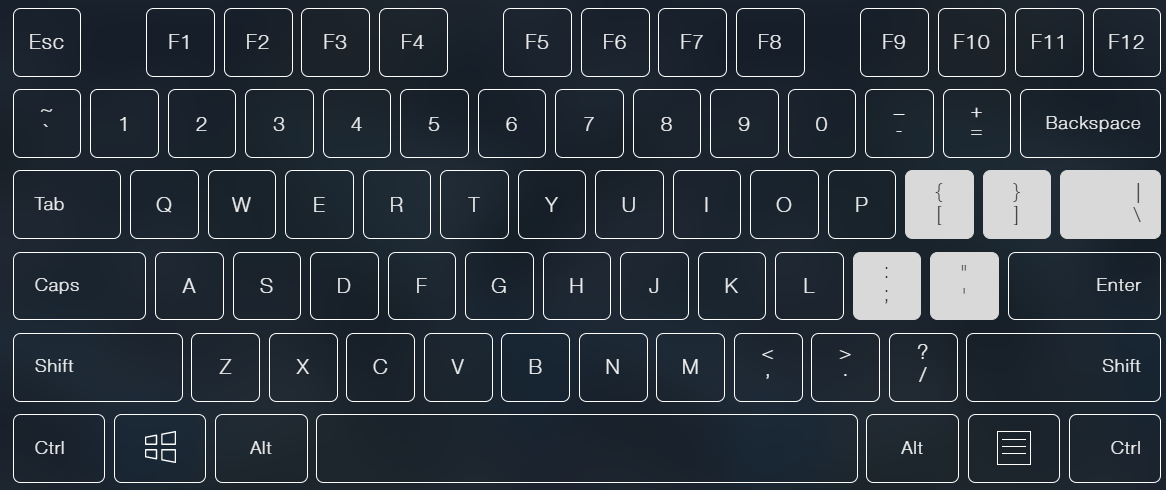 Esc F1 F2 F3 F4 F5 F6 F7 F8 F9 F10 F11 F12
~ _ +
` 1 2 3 4 5 6 7 8 9 0 - = Backspace
{ } |
Tab Q W E R T Y U I O P [ ] \
: "
Caps A S D F G H J K L ; ' Enter
< > ?
Shift Z X C V B N M , . / Shift
Ctrl Alt Alt Ctrl